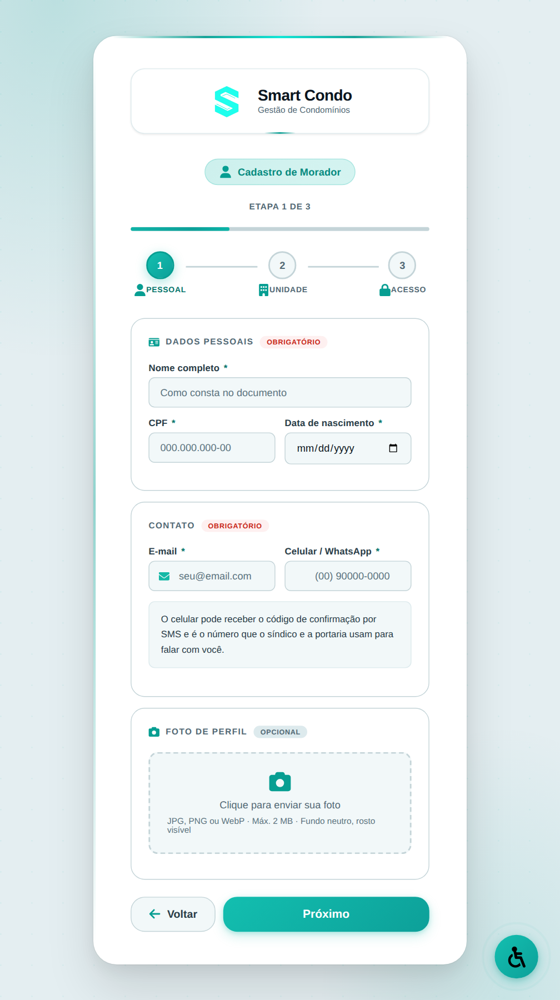 Smart Condo
Gestão de Condomínios
Cadastro de Morador
ETAPA 1 DE 3
1
2
3
PESSOAL
UNIDADE
ACESSO
DADOS PESSOAIS OBRIGATÓRIO
Nome completo *
Como consta no documento
CPF * Data de nascimento *
000.000.000-00 mm/dd/yyyy
CONTATO OBRIGATÓRIO
E-mail * Celular / WhatsApp *
seu@email.com (00) 90000-0000
O celular pode receber o código de confirmação por
SMS e é o número que o síndico e a portaria usam para
falar com você.
FOTO DE PERFIL OPCIONAL
Clique para enviar sua foto
JPG, PNG ou WebP · Máx. 2 MB · Fundo neutro, rosto
visível
Voltar Próximo